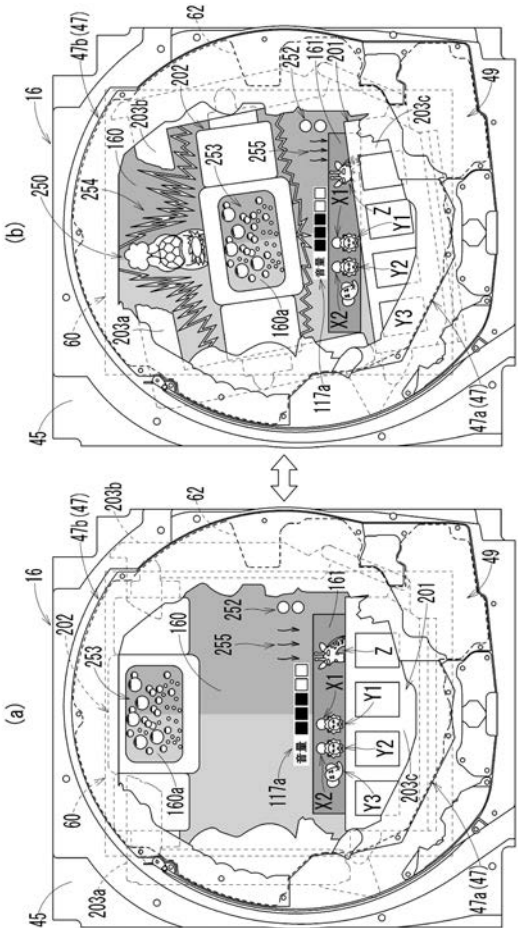 (a)
16
202
47b (47)
253
60
203b
45
203a
62
160a
160
252
255
161
117a
音量
X1
X2
Z
Y1
Y2
Y3
201
203c
47a (47)
49
(b)
16
250
47b (47)
254
62
160
60
203b
202
45
203a
253
252
255
160a
161
201
音量
117a
X1
X2
Z
Y1
Y2
Y3
203c
47a (47)
49